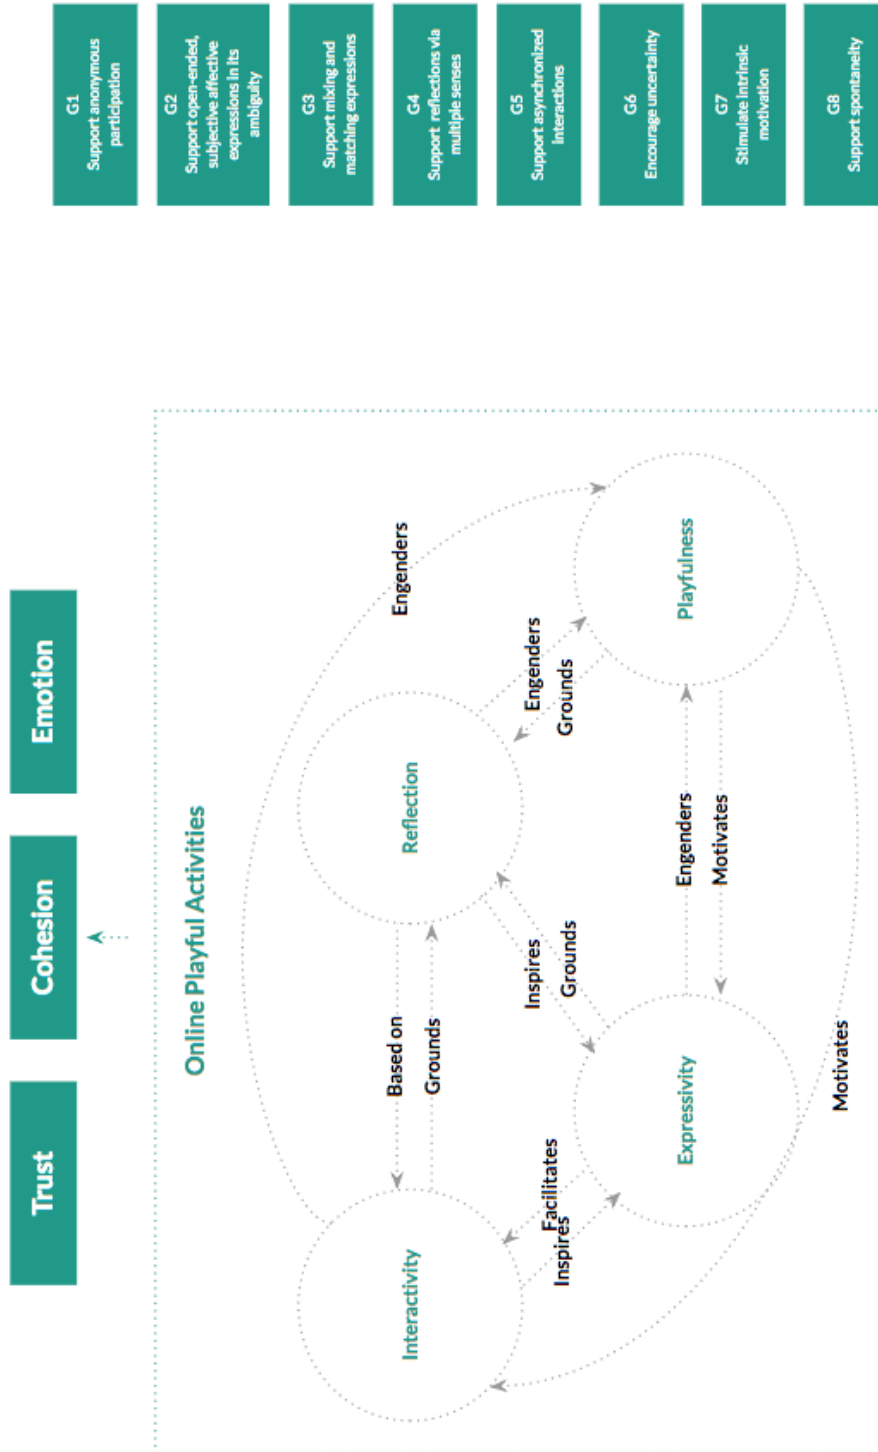 Trust
Cohesion
Emotion
Online Playful Activities
Interactivity
Reflection
Expressivity
Playfulness
Based on
Grounds
Engenders
Engenders
Grounds
Inspires
Grounds
Facilitates
Inspires
Engenders
Motivates
Motivates
G1
Support anonymous
participation
G2
Support open-ended,
subjective affective
expressions in its
ambiguity
G3
Support mixing and
matching expressions
G4
Support reflections via
multiple senses
G5
Support asynchronized
interactions
G6
Encourage uncertainty
G7
Stimulate intrinsic
motivation
G8
Support spontaneity